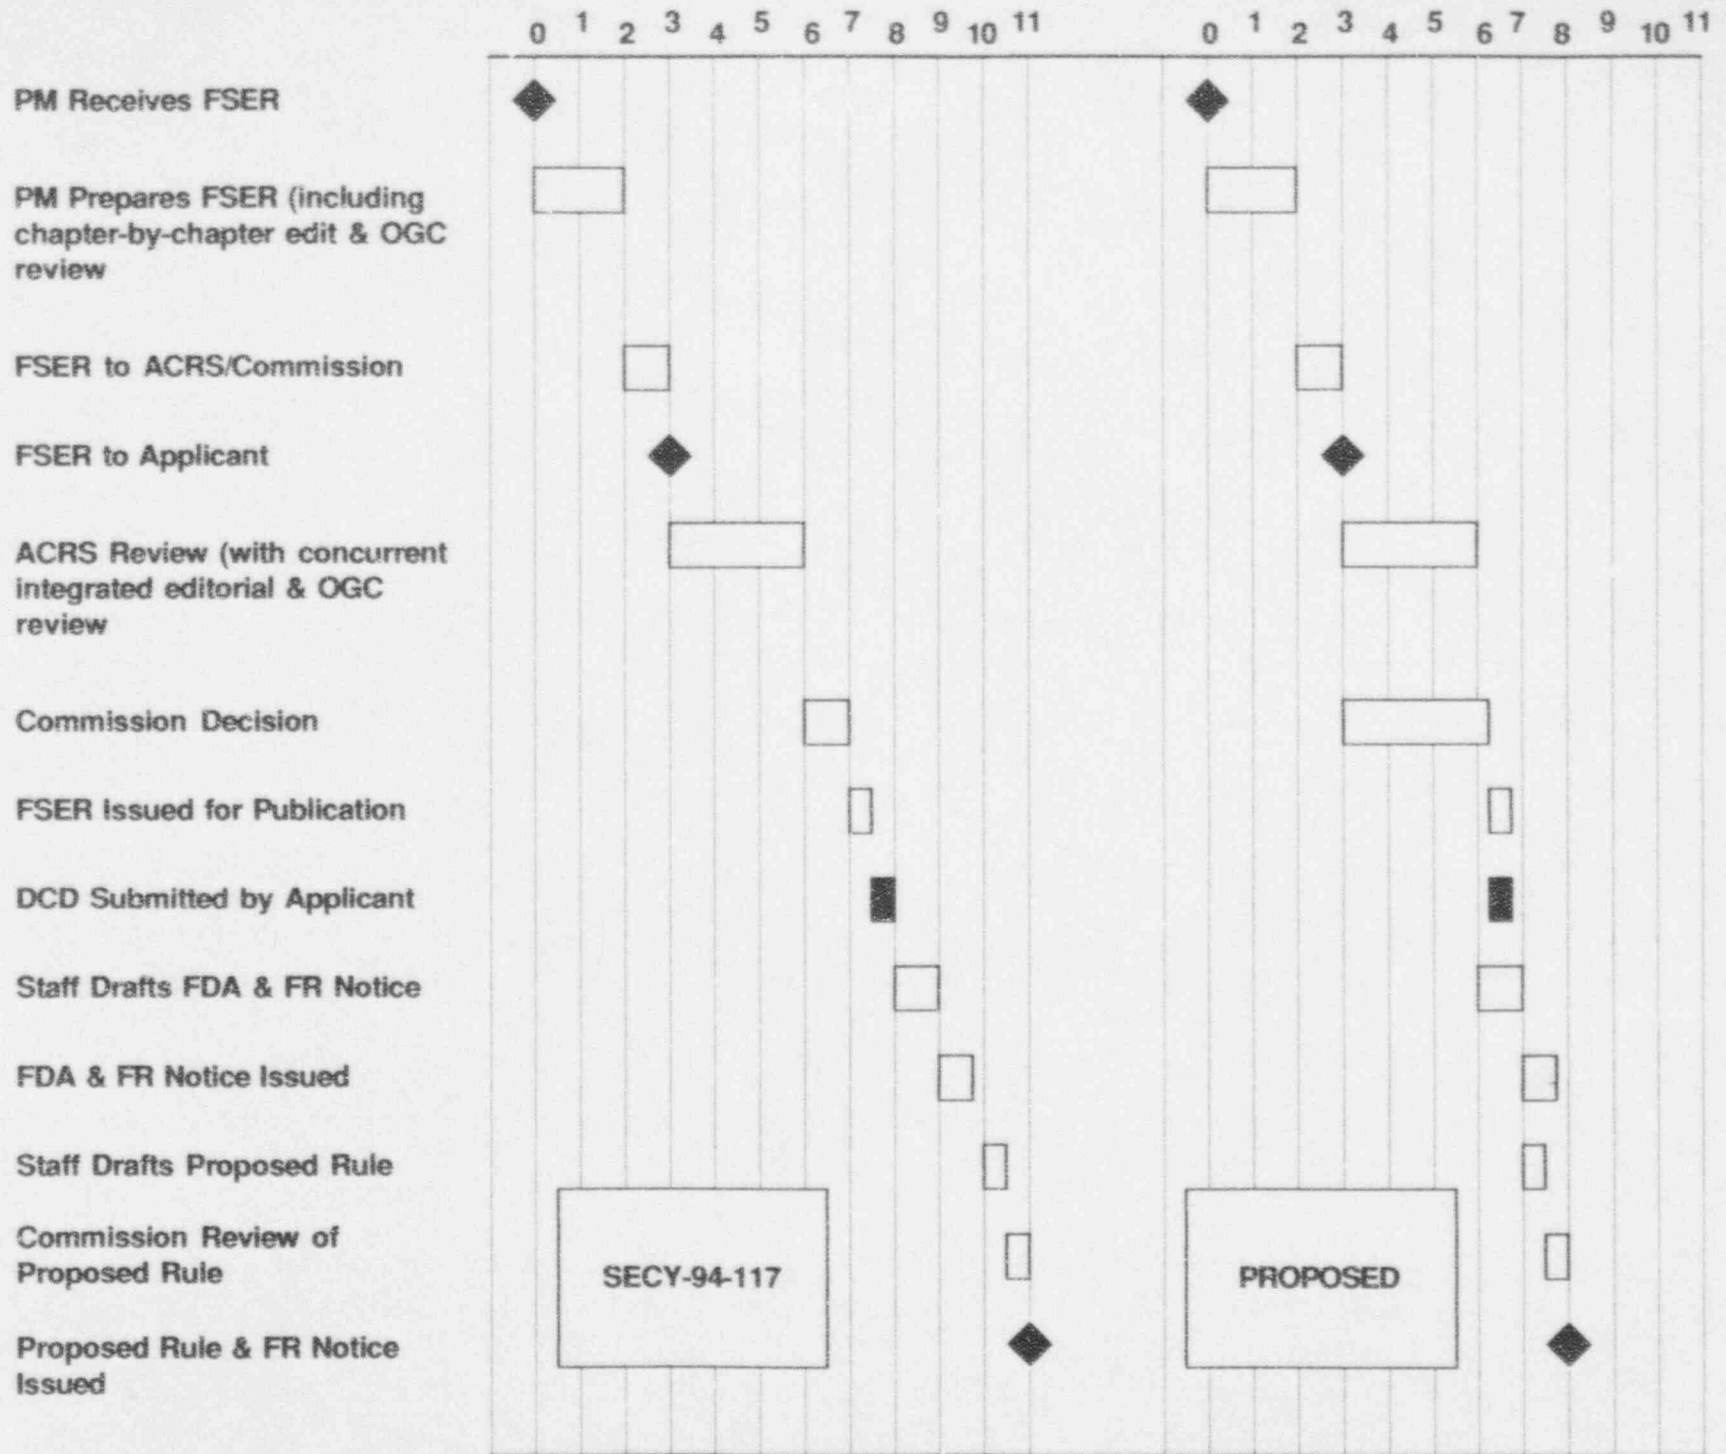 0 1 2 3 4 5 6 7 8 9 10 11 0 1 2 3 4 5 6 7 8 9 10 11
PM Receives FSER
PM Prepares FSER (including
chapter-by-chapter edit & OGC
review
FSER to ACRS/Commission
FSER to Applicant
ACRS Review (with concurrent
integrated editorial & OGC
review
Commission Decision
FSER Issued for Publication
DCD Submitted by Applicant
Staff Drafts FDA & FR Notice
FDA & FR Notice Issued
Staff Drafts Proposed Rule
Commission Review of
Proposed Rule
SECY-94-117
PROPOSED
Proposed Rule & FR Notice
Issued